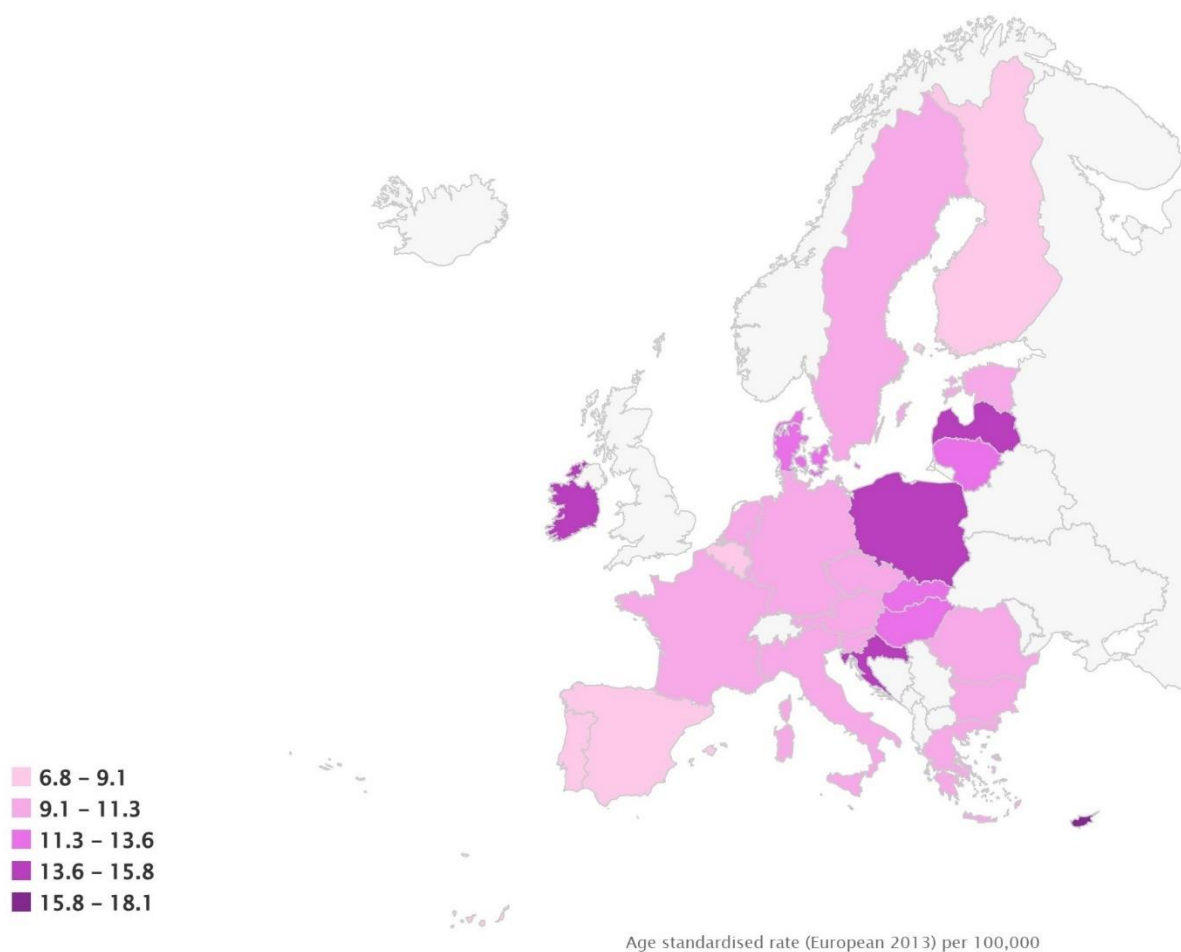 6.8 – 9.1
9.1 – 11.3
11.3 – 13.6
13.6 – 15.8
15.8 – 18.1
Age standardised rate (European 2013) per 100,000